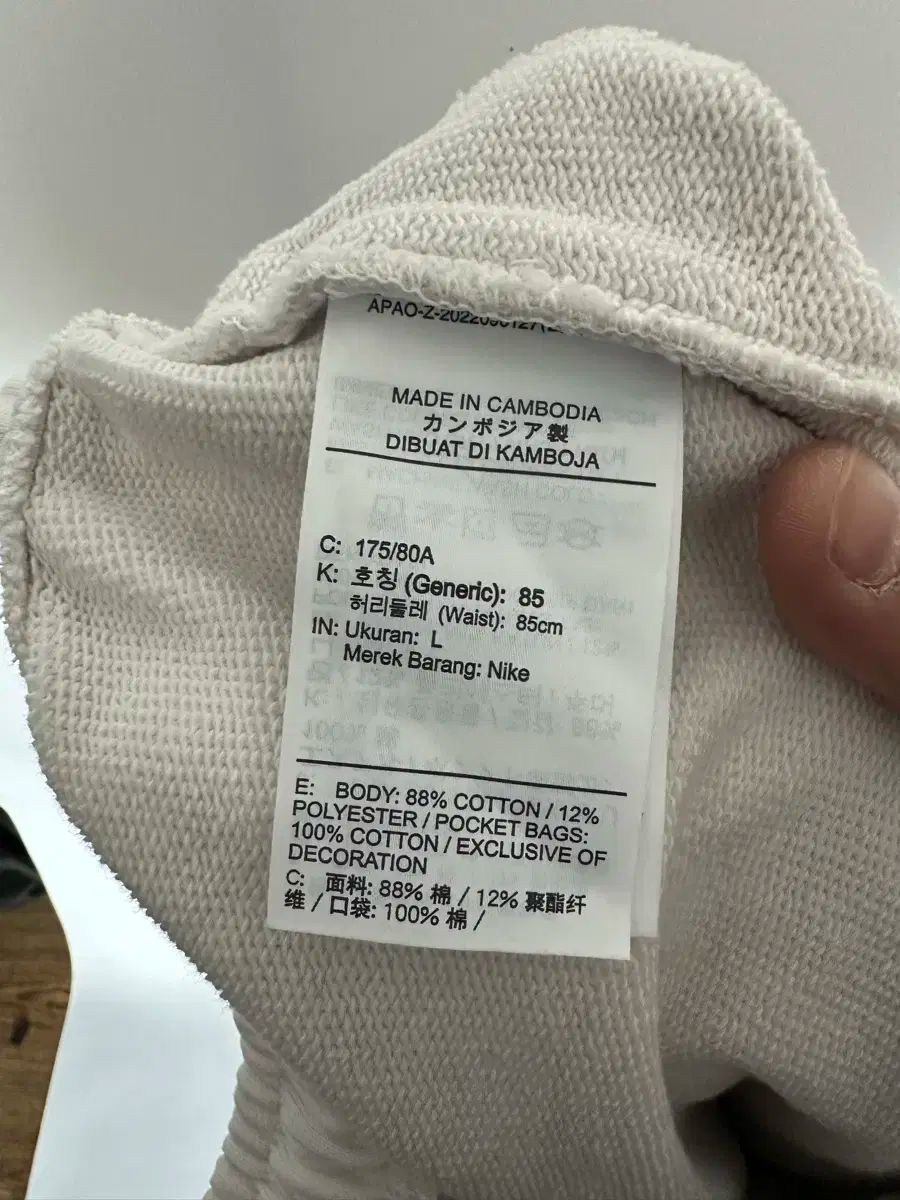 MADE IN CAMBODIA
カンボジア製
DIBUAT DI KAMBOJA
C: 175/80A
K: 호칭 (Generic): 85
허리둘레 (Waist): 85cm
IN: Ukuran: L
Merek Barang: Nike
E: BODY: 88% COTTON / 12%
POLYESTER / POCKET BAGS:
100% COTTON / EXCLUSIVE OF
DECORATION
C: 面料: 88% 棉 / 12% 聚酯纤
维 / 口袋: 100% 棉 /